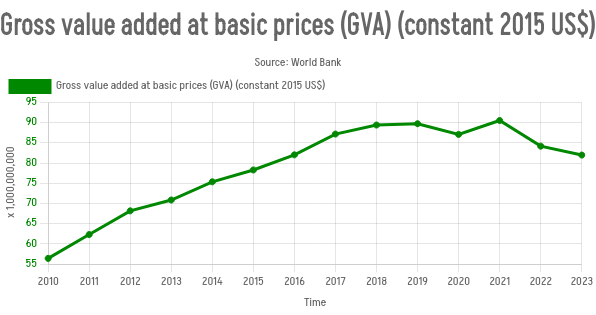 Gross value added at basic prices (GVA) (constant 2015 US$)
Source: World Bank
Gross value added at basic prices (GVA) (constant 2015 US$)
x 1,000,000,000
95
90
85
80
75
70
65
60
55
2010 2011 2012 2013 2014 2015 2016 2017 2018 2019 2020 2021 2022 2023
Time